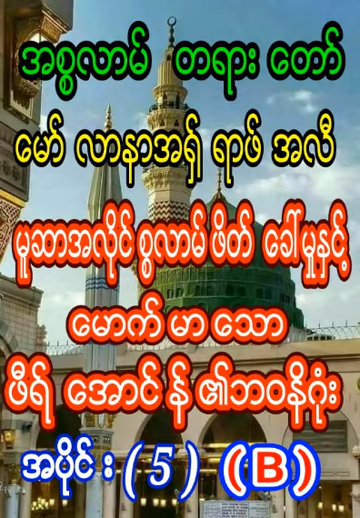 အစ္စလာမ် တရား တော်
မော် လာနာအရှ် ရာဖ် အလီ
မူဆာအလိုင် စ္စလာမ် ဖိတ် ခေါ်မှုနှင့်
မောက် မာ သော
ဖီရ် အောင် န် ၏ဘဝနိဂုံး
အပိုင် း ( 5 ) ( B )